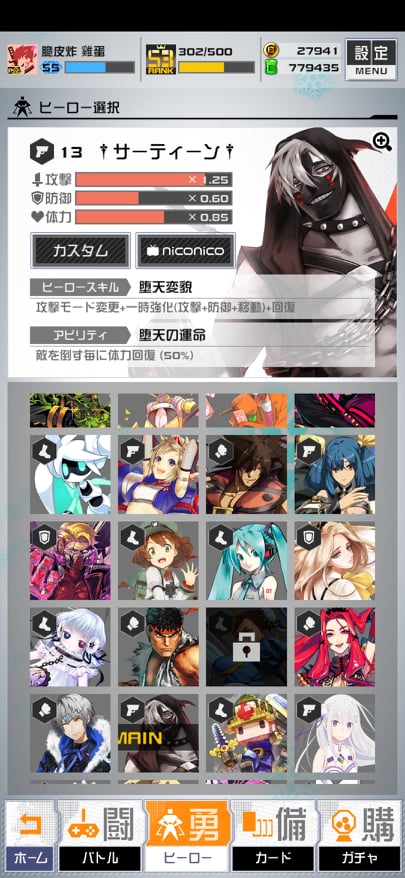 脆皮炸 雞蛋
55
53
RANK
302/500
G 27941
779435
設定
MENU
ヒーロー選択
13 †サーティーン†
攻撃 ×1.25
防御 ×0.60
体力 ×0.85
カスタム
niconico
ヒーロースキル 堕天変貌
攻撃モード変更+一時強化(攻撃+防御+移動)+回復
アビリティ 堕天の運命
敵を倒す毎に体力回復 (50%)
01
MAIN
闘 勇 備 購
ホーム バトル ヒーロー カード ガチャ